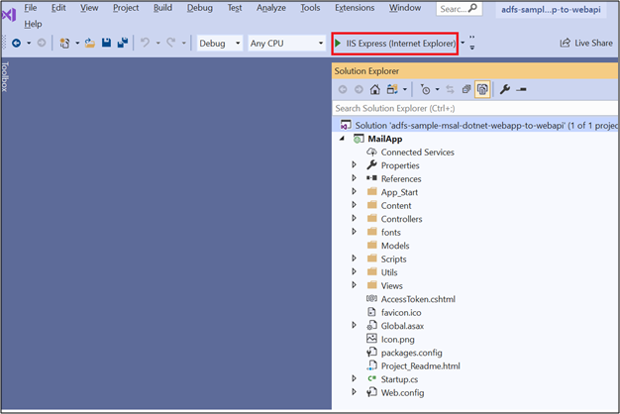 File Edit View Project Build Debug Test Analyze Tools Extensions Window Search... adfs-sample...p-to-webapi
Help
Debug Any CPU IIS Express (Internet Explorer) Live Share
Toolbox
Solution Explorer
Search Solution Explorer (Ctrl+;)
Solution 'adfs-sample-msal-dotnet-webapp-to-webapi' (1 of 1 project
MailApp
Connected Services
Properties
References
App_Start
Content
Controllers
fonts
Models
Scripts
Utils
Views
AccessToken.cshtml
favicon.ico
Global.asax
Icon.png
packages.config
Project_Readme.html
C# Startup.cs
Web.config